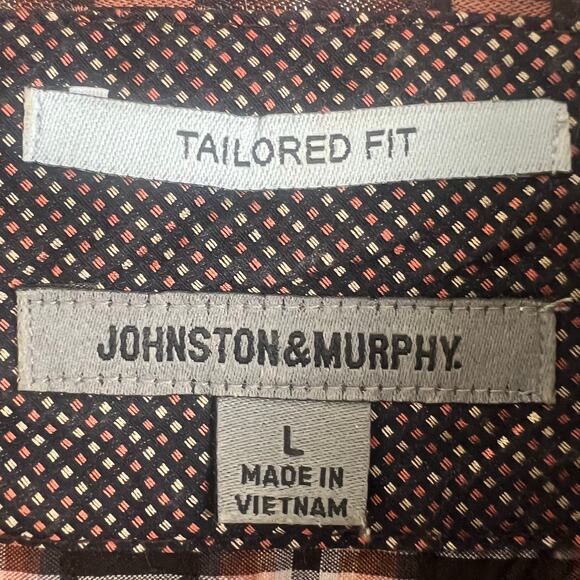 TAILORED FIT
JOHNSTON&MURPHY.
L
MADE IN
VIETNAM